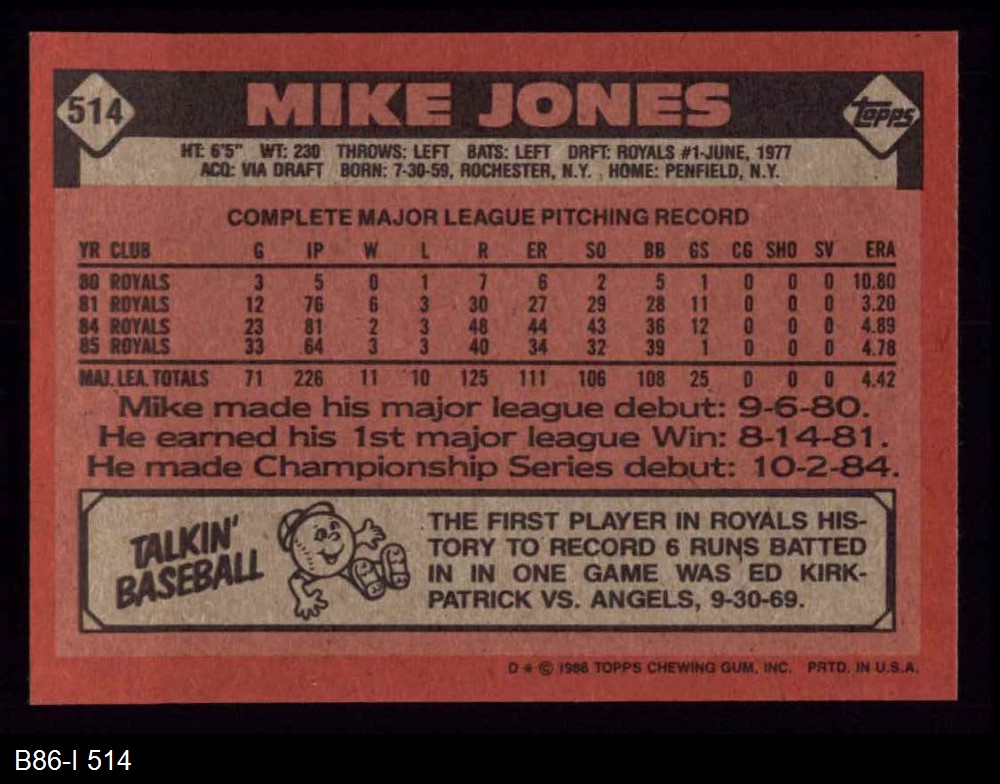 514
MIKE JONES
Topps
HT: 6'5" WT: 230 THROWS: LEFT BATS: LEFT DRFT: ROYALS #1-JUNE, 1977
ACQ: VIA DRAFT BORN: 7-30-59, ROCHESTER, N.Y. HOME: PENFIELD, N.Y.
COMPLETE MAJOR LEAGUE PITCHING RECORD
YR CLUB G IP W L R ER SO BB GS CG SHO SV ERA
80 ROYALS 3 5 0 1 7 6 2 5 1 0 0 0 10.80
81 ROYALS 12 76 6 3 30 27 29 28 11 0 0 0 3.20
84 ROYALS 23 81 2 3 48 44 43 36 12 0 0 0 4.89
85 ROYALS 33 64 3 3 40 34 32 39 1 0 0 0 4.78
MAJ. LEA. TOTALS 71 226 11 10 125 111 106 108 25 0 0 0 4.42
Mike made his major league debut: 9-6-80.
He earned his 1st major league Win: 8-14-81.
He made Championship Series debut: 10-2-84.
TALKIN'
BASEBALL
THE FIRST PLAYER IN ROYALS HIS-
TORY TO RECORD 6 RUNS BATTED
IN IN ONE GAME WAS ED KIRK-
PATRICK VS. ANGELS, 9-30-69.
D * © 1986 TOPPS CHEWING GUM, INC. PRTD. IN U.S.A.
B86-I 514